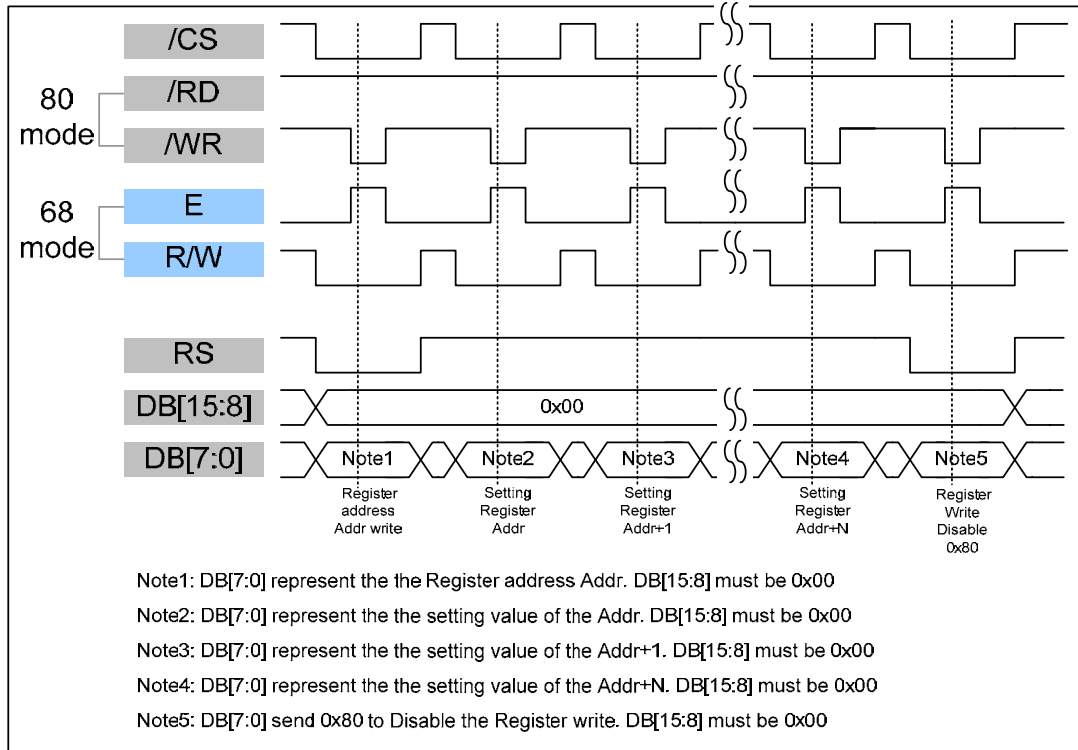 /CS
80
mode
/RD
/WR
68
mode
E
R/W
RS
DB[15:8]
0x00
DB[7:0]
Note1
Note2
Note3
Note4
Note5
Register
address
Addr write
Setting
Register
Addr
Setting
Register
Addr+1
Setting
Register
Addr+N
Register
Write
Disable
0x80
Note1: DB[7:0] represent the the Register address Addr. DB[15:8] must be 0x00
Note2: DB[7:0] represent the the setting value of the Addr. DB[15:8] must be 0x00
Note3: DB[7:0] represent the the setting value of the Addr+1. DB[15:8] must be 0x00
Note4: DB[7:0] represent the the setting value of the Addr+N. DB[15:8] must be 0x00
Note5: DB[7:0] send 0x80 to Disable the Register write. DB[15:8] must be 0x00